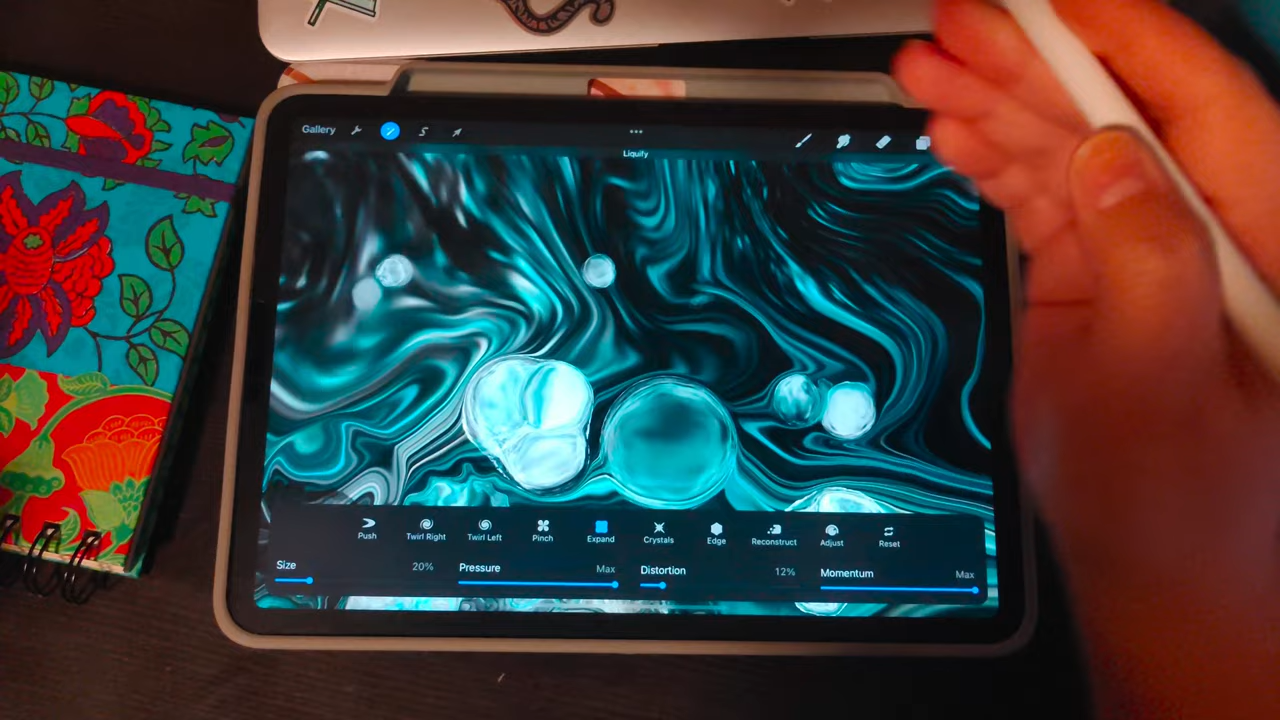 Gallery
Liquify
Push Twirl Right Twirl Left Pinch Expand Crystals Edge Reconstruct Adjust Reset
Size 20% Pressure Max Distortion 12% Momentum Max